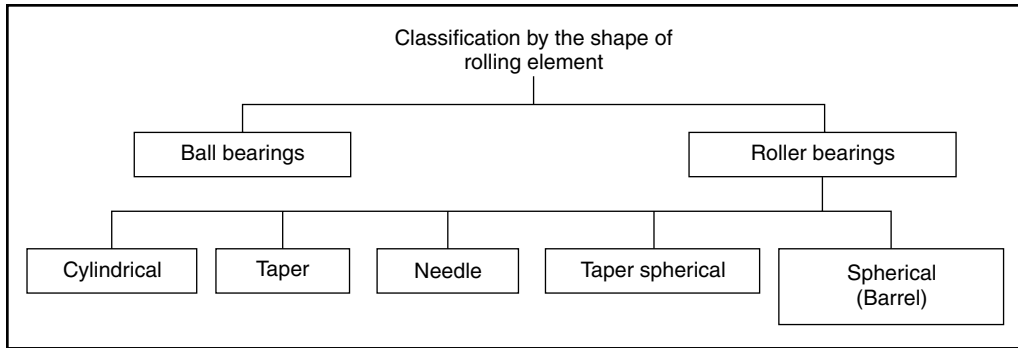 Classification by the shape of
rolling element
Ball bearings
Roller bearings
Cylindrical
Taper
Needle
Taper spherical
Spherical
(Barrel)